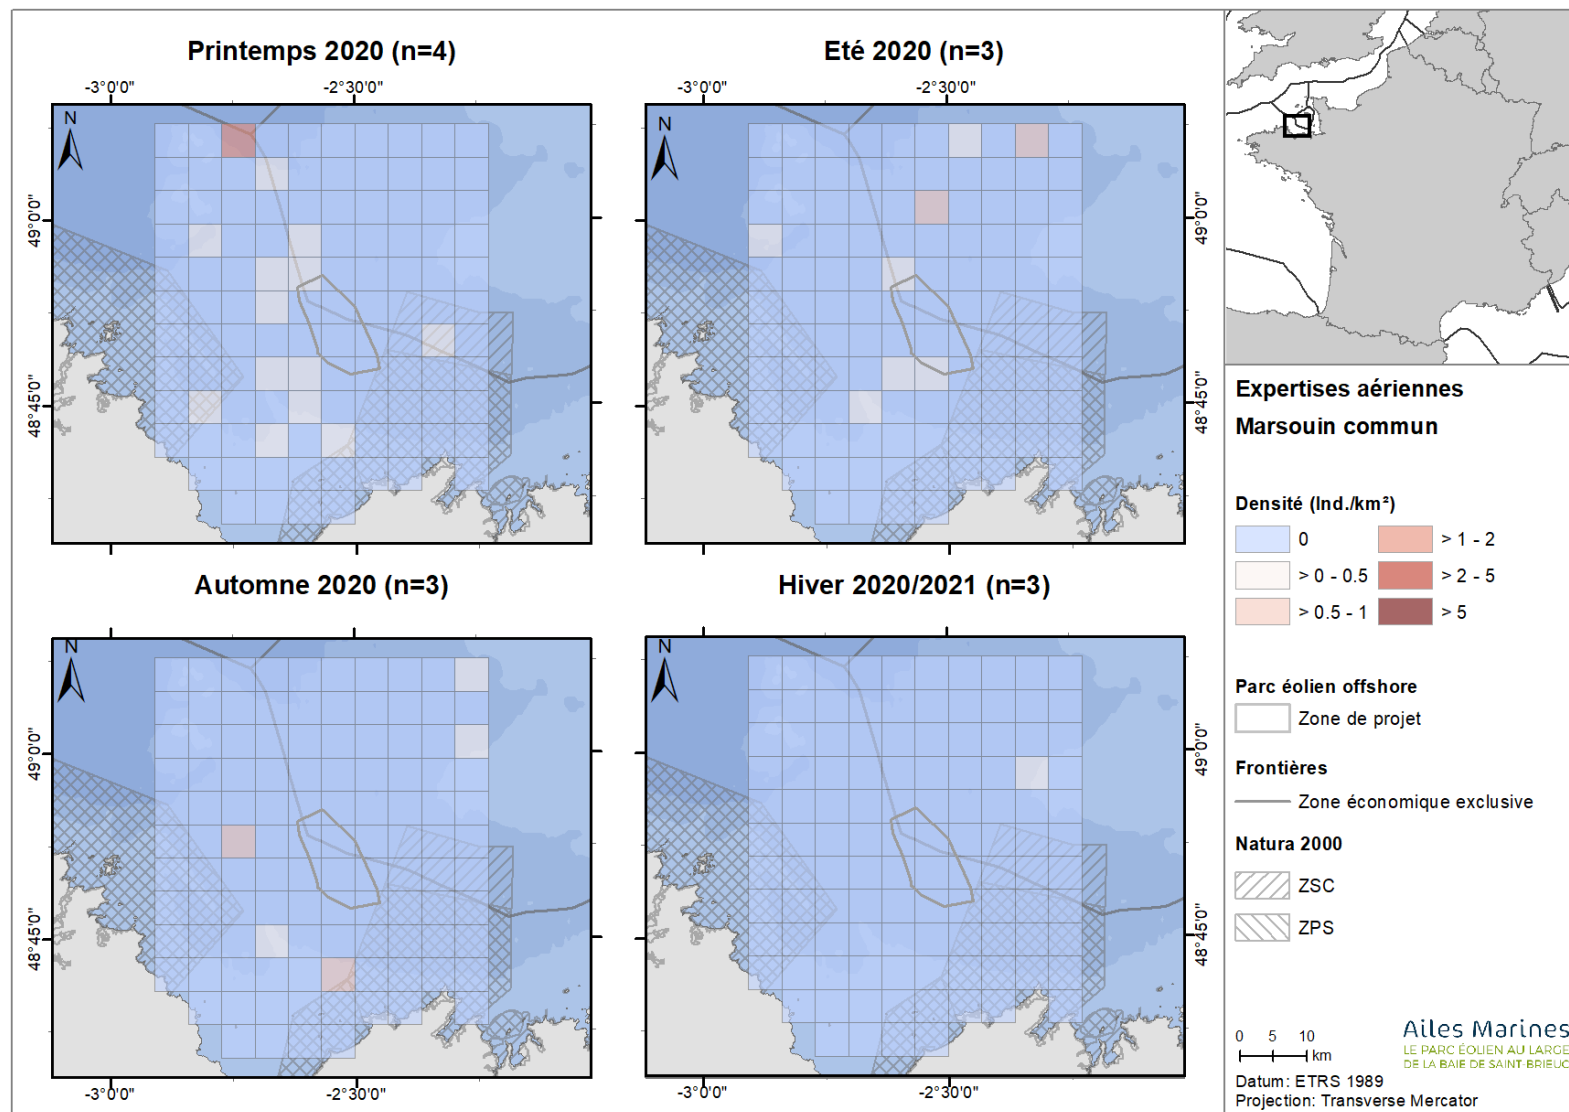 Printemps 2020 (n=4)
-3°0'0"
-2°30'0"
N
49°0'0"
48°45'0"
Eté 2020 (n=3)
-3°0'0"
-2°30'0"
N
49°0'0"
48°45'0"
Automne 2020 (n=3)
N
49°0'0"
48°45'0"
-3°0'0"
-2°30'0"
Hiver 2020/2021 (n=3)
N
49°0'0"
48°45'0"
-3°0'0"
-2°30'0"
Expertises aériennes
Marsouin commun
Densité (Ind./km²)
0
> 0 - 0.5
> 0.5 - 1
> 1 - 2
> 2 - 5
> 5
Parc éolien offshore
Zone de projet
Frontières
Zone économique exclusive
Natura 2000
ZSC
ZPS
0 5 10
km
Ailes Marines
LE PARC ÉOLIEN AU LARGE
DE LA BAIE DE SAINT-BRIEUC
Datum: ETRS 1989
Projection: Transverse Mercator